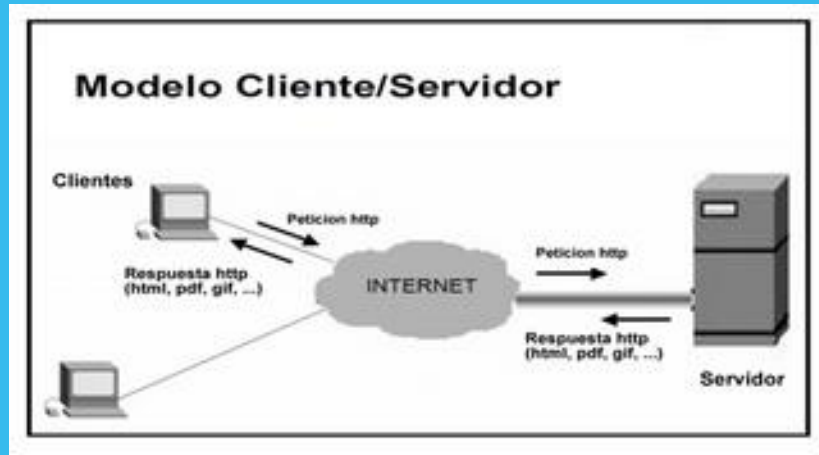 Modelo Cliente/Servidor
Clientes
Peticion http
Respuesta http
(html, pdf, gif, ...)
INTERNET
Peticion http
Respuesta http
(html, pdf, gif, ...)
Servidor